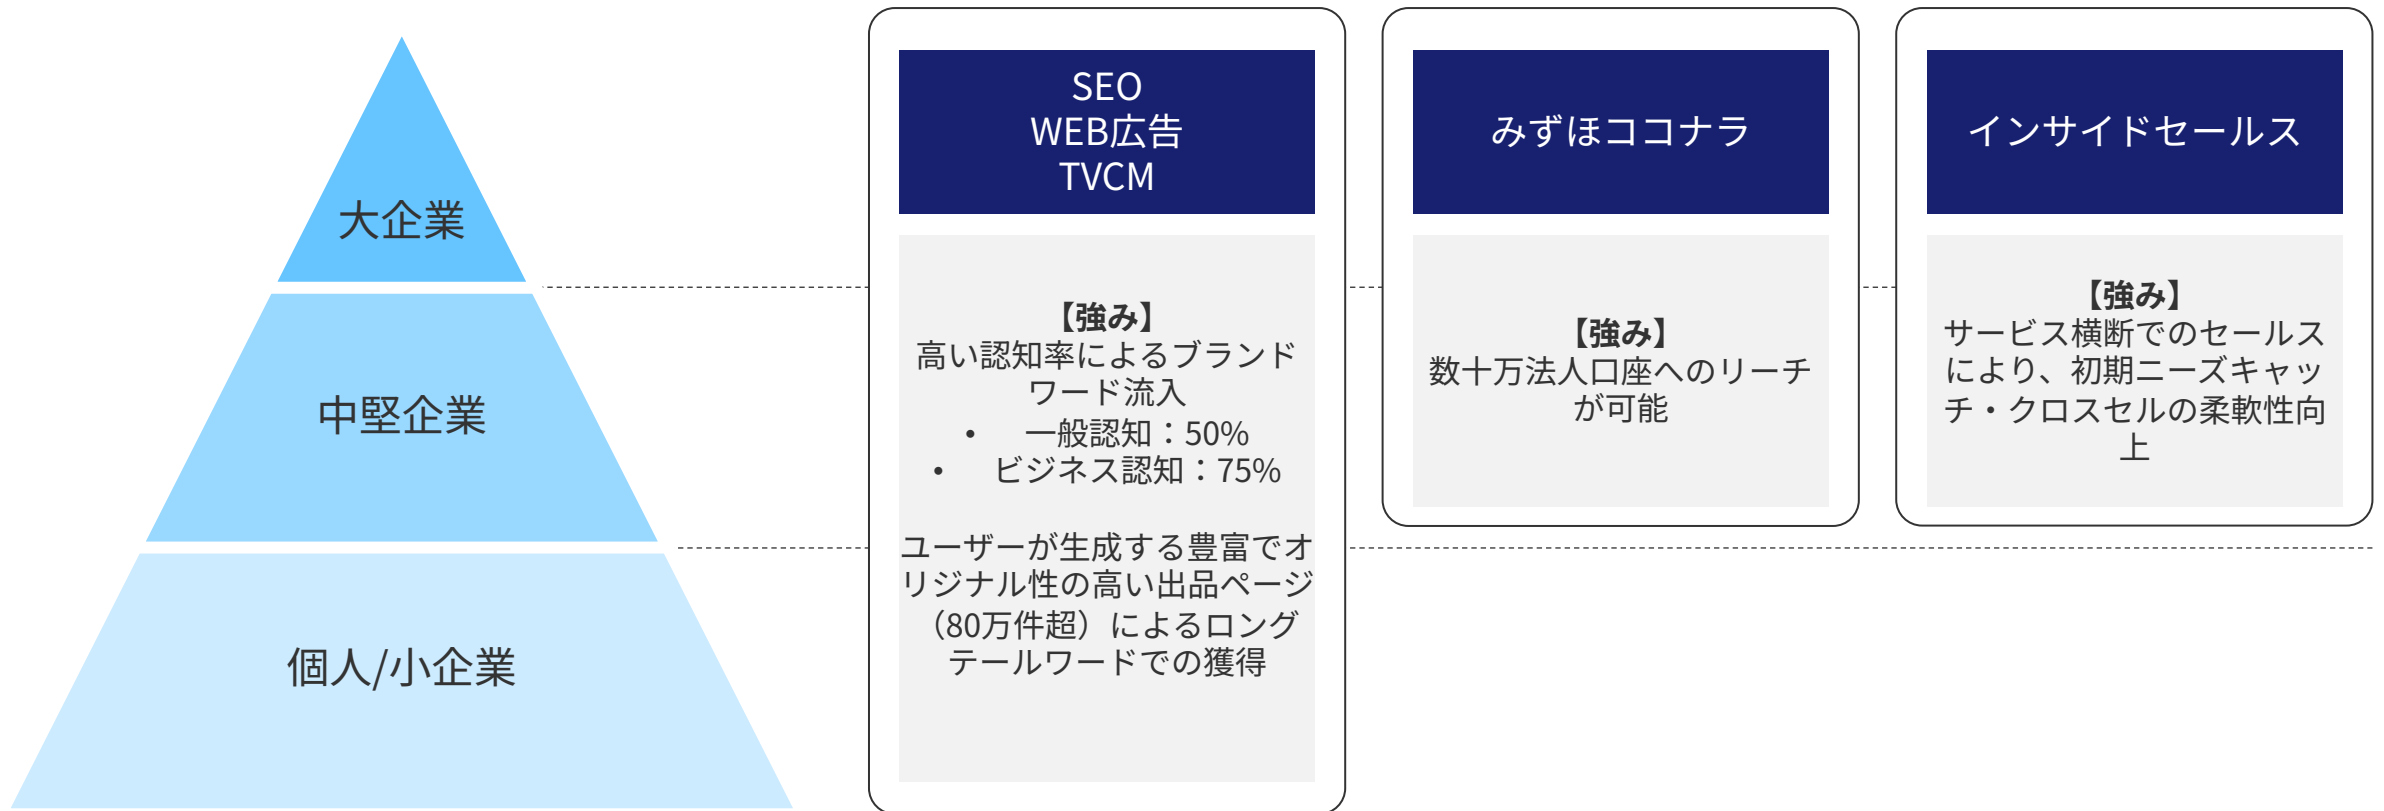 大企業
中堅企業
個人/小企業
SEO
WEB広告
TVCM
【強み】
高い認知率によるブランド
ワード流入
• 一般認知：50%
• ビジネス認知：75%
ユーザーが生成する豊富でオ
リジナル性の高い出品ページ
（80万件超）によるロング
テールワードでの獲得
みずほココナラ
【強み】
数十万法人口座へのリーチ
が可能
インサイドセールス
【強み】
サービス横断でのセールス
により、初期ニーズキャッ
チ・クロスセルの柔軟性向
上